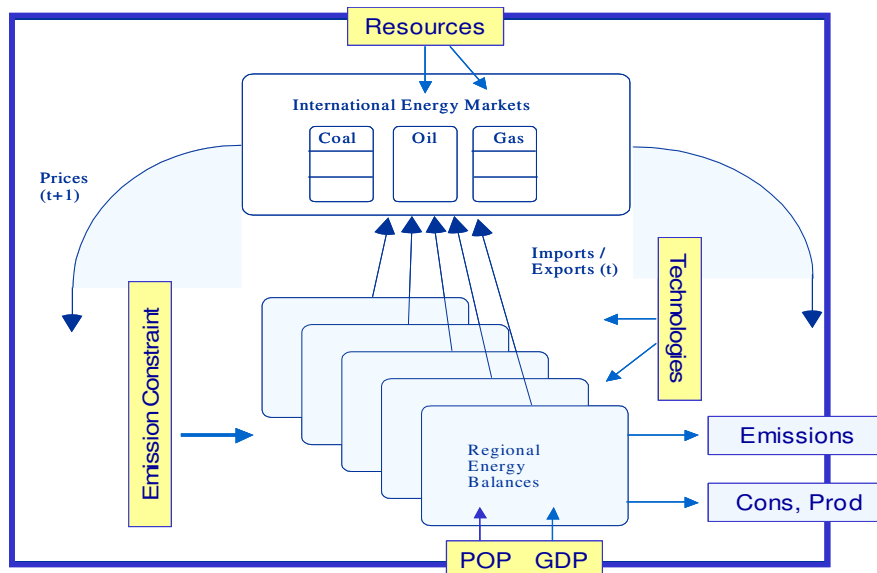 Resources
International Energy Markets
Coal
Oil
Gas
Prices
(t+1)
Imports /
Exports (t)
Technologies
Emission Constraint
Regional
Energy
Balances
Emissions
Cons, Prod
POP GDP